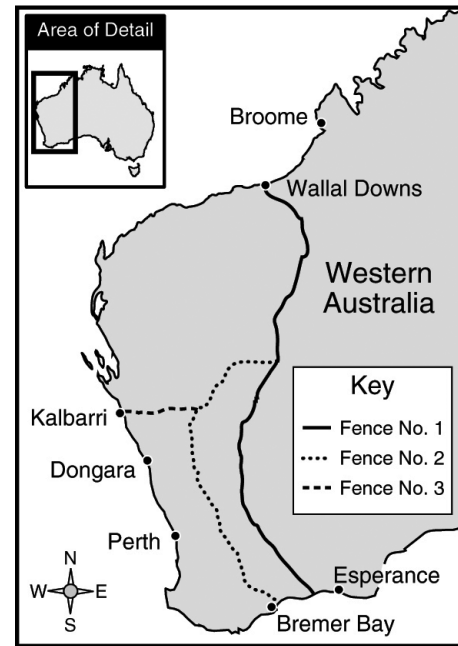 Area of Detail
Broome
Wallal Downs
Western
Australia
Key
Fence No. 1
Fence No. 2
Fence No. 3
Kalbarri
Dongara
Perth
Esperance
Bremer Bay
N
W E
S